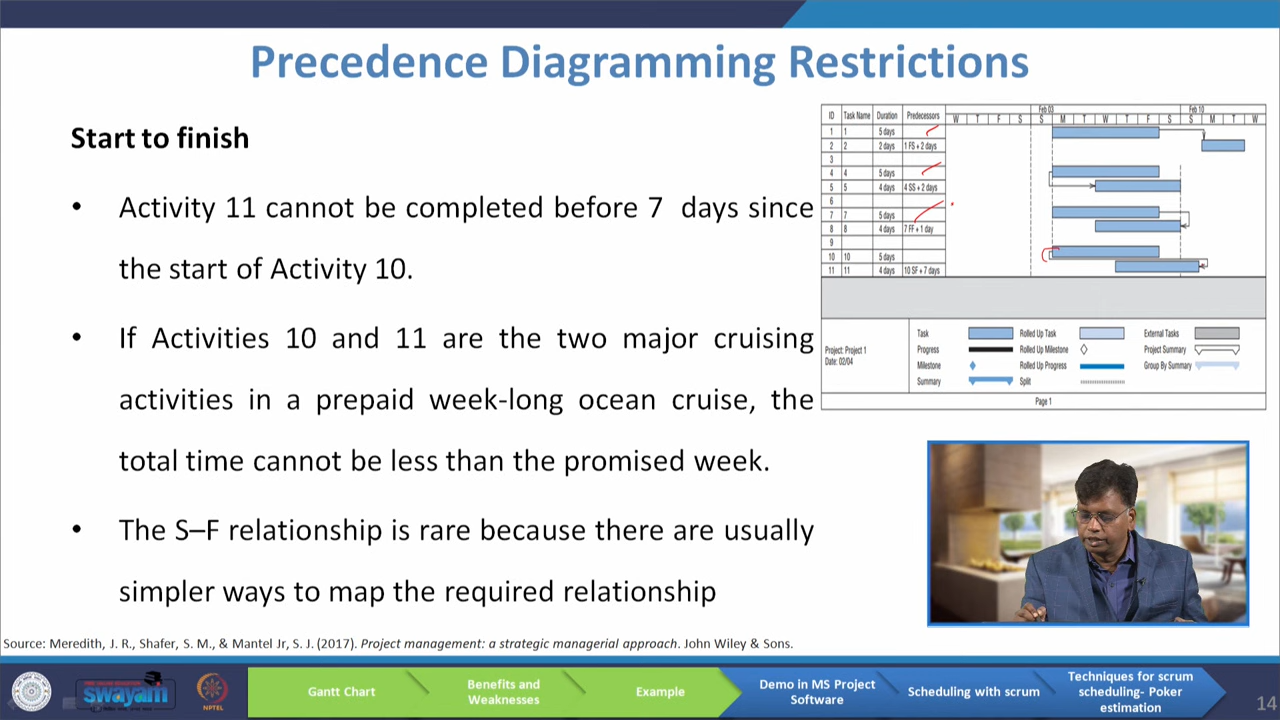 Precedence Diagramming Restrictions
Start to finish
• Activity 11 cannot be completed before 7 days since
the start of Activity 10.
• If Activities 10 and 11 are the two major cruising
activities in a prepaid week-long ocean cruise, the
total time cannot be less than the promised week.
• The S–F relationship is rare because there are usually
simpler ways to map the required relationship
Feb 03 Feb 10
ID Task Name Duration Predecessors W T F S S M T W T F S S M T W
1 1 5 days
2 2 2 days 1 FS + 2 days
3
4 4 5 days
5 5 4 days 4 SS + 2 days
6
7 7 5 days
8 8 4 days 7 FF + 1 day
9
10 10 5 days
11 11 4 days 10 SF + 7 days
Project: Project 1
Date: 02/04
Task Rolled Up Task External Tasks
Progress Rolled Up Milestone Project Summary
Milestone Rolled Up Progress Group By Summary
Summary Split
Page 1
Source: Meredith, J. R., Shafer, S. M., & Mantel Jr, S. J. (2017). Project management: a strategic managerial approach. John Wiley & Sons.
swayam
NPTEL
Gantt Chart
Benefits and
Weaknesses
Example
Demo in MS Project
Software
Scheduling with scrum
Techniques for scrum
scheduling- Poker
estimation
14